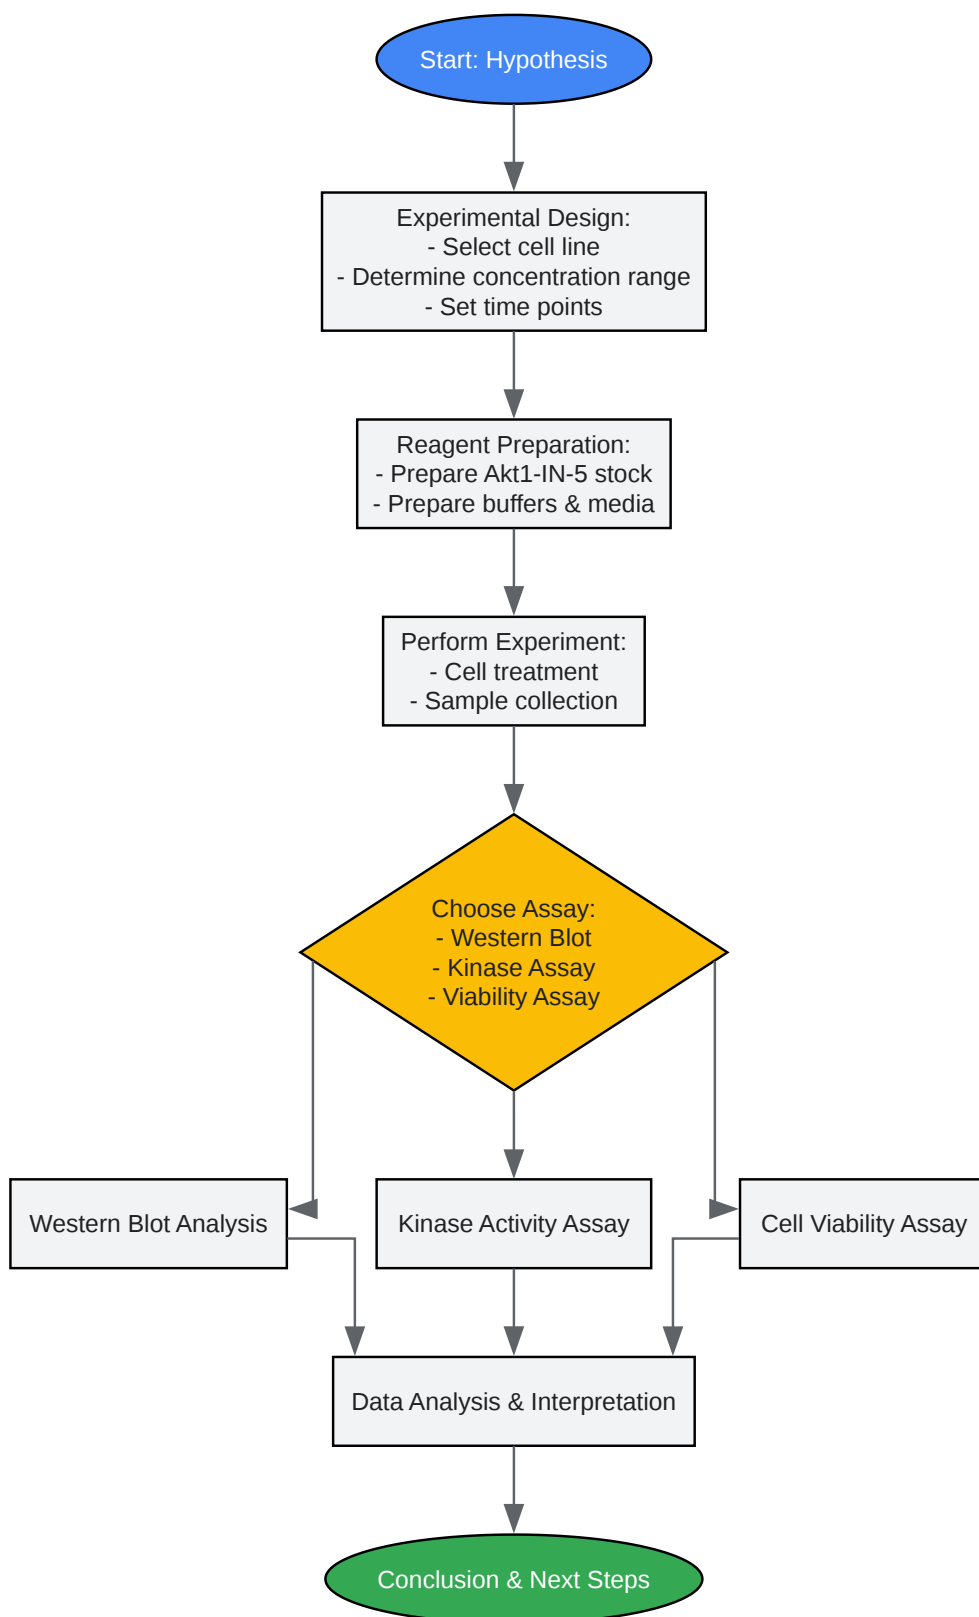 Start: Hypothesis
Experimental Design:
- Select cell line
- Determine concentration range
- Set time points
Reagent Preparation:
- Prepare Akt1-IN-5 stock
- Prepare buffers & media
Perform Experiment:
- Cell treatment
- Sample collection
Choose Assay:
- Western Blot
- Kinase Assay
- Viability Assay
Western Blot Analysis
Kinase Activity Assay
Cell Viability Assay
Data Analysis & Interpretation
Conclusion & Next Steps